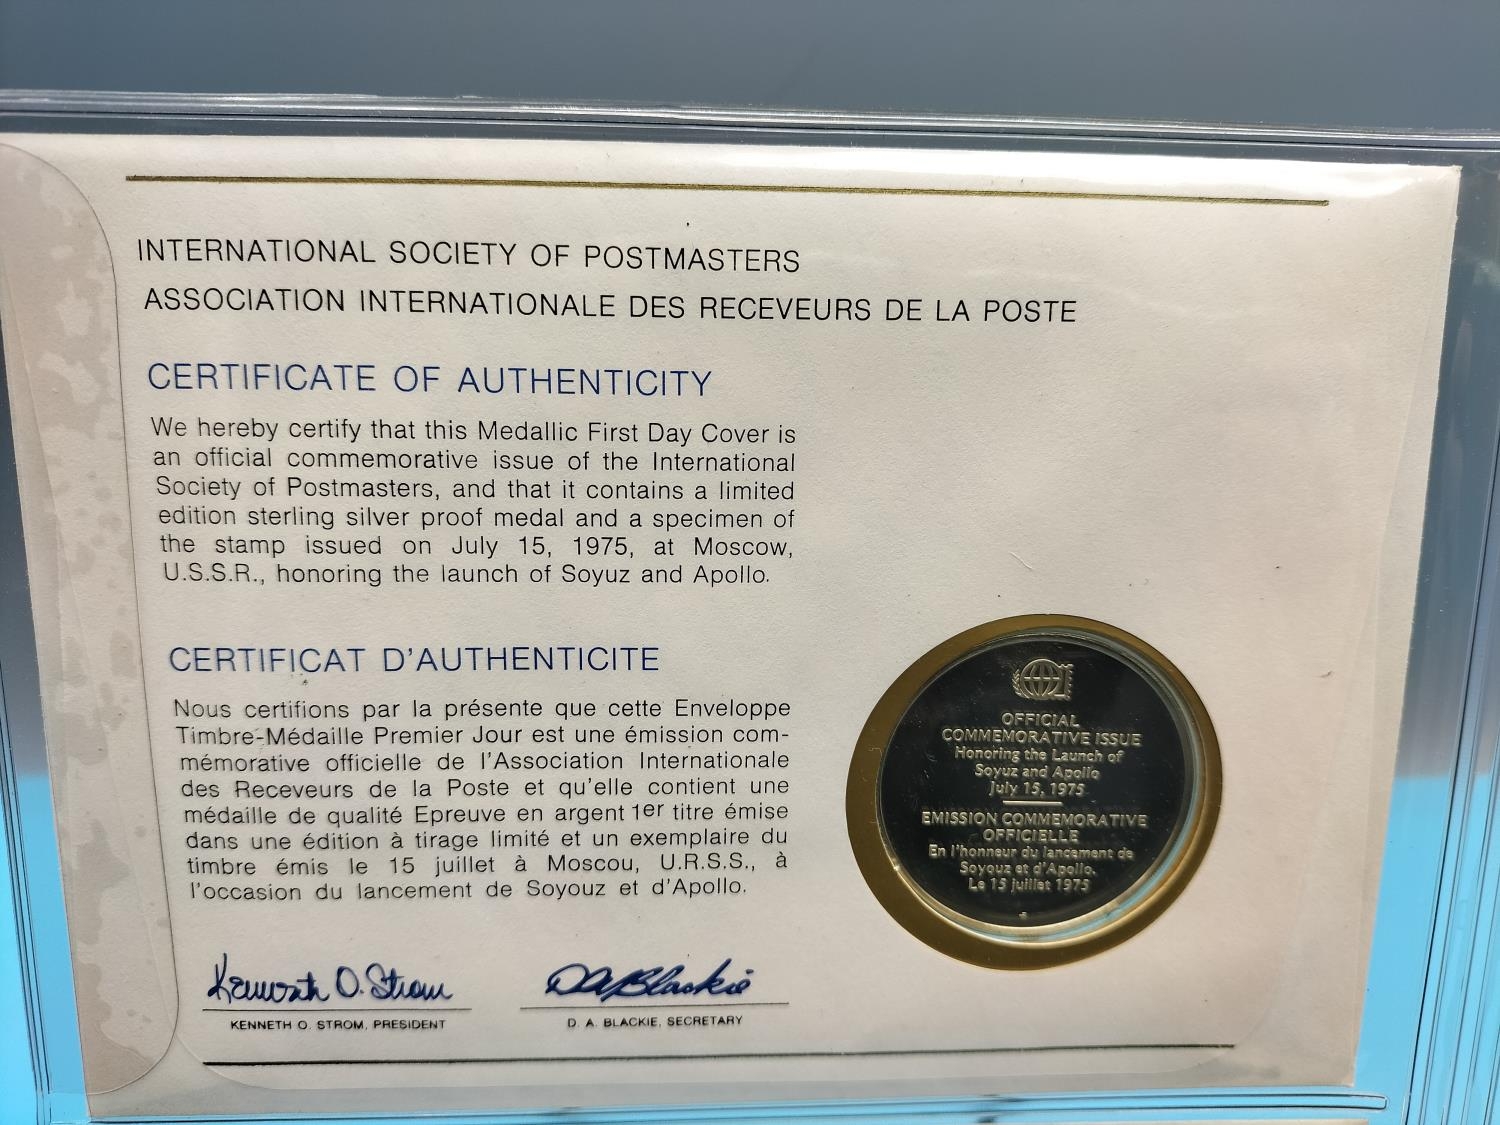 INTERNATIONAL SOCIETY OF POSTMASTERS
ASSOCIATION INTERNATIONALE DES RECEVEURS DE LA POSTE
CERTIFICATE OF AUTHENTICITY
We hereby certify that this Medallic First Day Cover is
an official commemorative issue of the International
Society of Postmasters, and that it contains a limited
edition sterling silver proof medal and a specimen of
the stamp issued on July 15, 1975, at Moscow,
U.S.S.R., honoring the launch of Soyuz and Apollo.
CERTIFICAT D'AUTHENTICITE
Nous certifions par la présente que cette Enveloppe
Timbre-Médaille Premier Jour est une émission com-
mémorative officielle de l'Association Internationale
des Receveurs de la Poste et qu'elle contient une
médaille de qualité Epreuve en argent 1er titre émise
dans une édition à tirage limité et un exemplaire du
timbre émis le 15 juillet à Moscou, U.R.S.S., à
l'occasion du lancement de Soyouz et d'Apollo.
Kenneth O. Strom
KENNETH O. STROM, PRESIDENT
D A Blackie
D. A. BLACKIE, SECRETARY
OFFICIAL
COMMEMORATIVE ISSUE
Honoring the Launch of
Soyuz and Apollo
July 15, 1975
EMISSION COMMEMORATIVE
OFFICIELLE
En l'honneur du lancement de
Soyouz et d'Apollo.
Le 15 juillet 1975